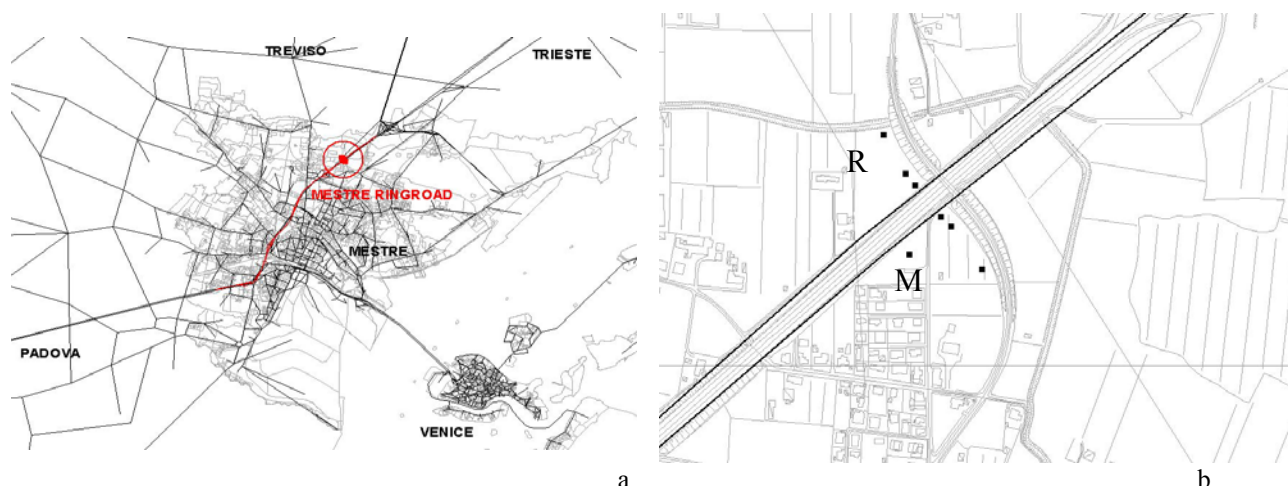 TREVISO
TRIESTE
MESTRE RINGROAD
MESTRE
PADOVA
VENICE
a
R
M
b